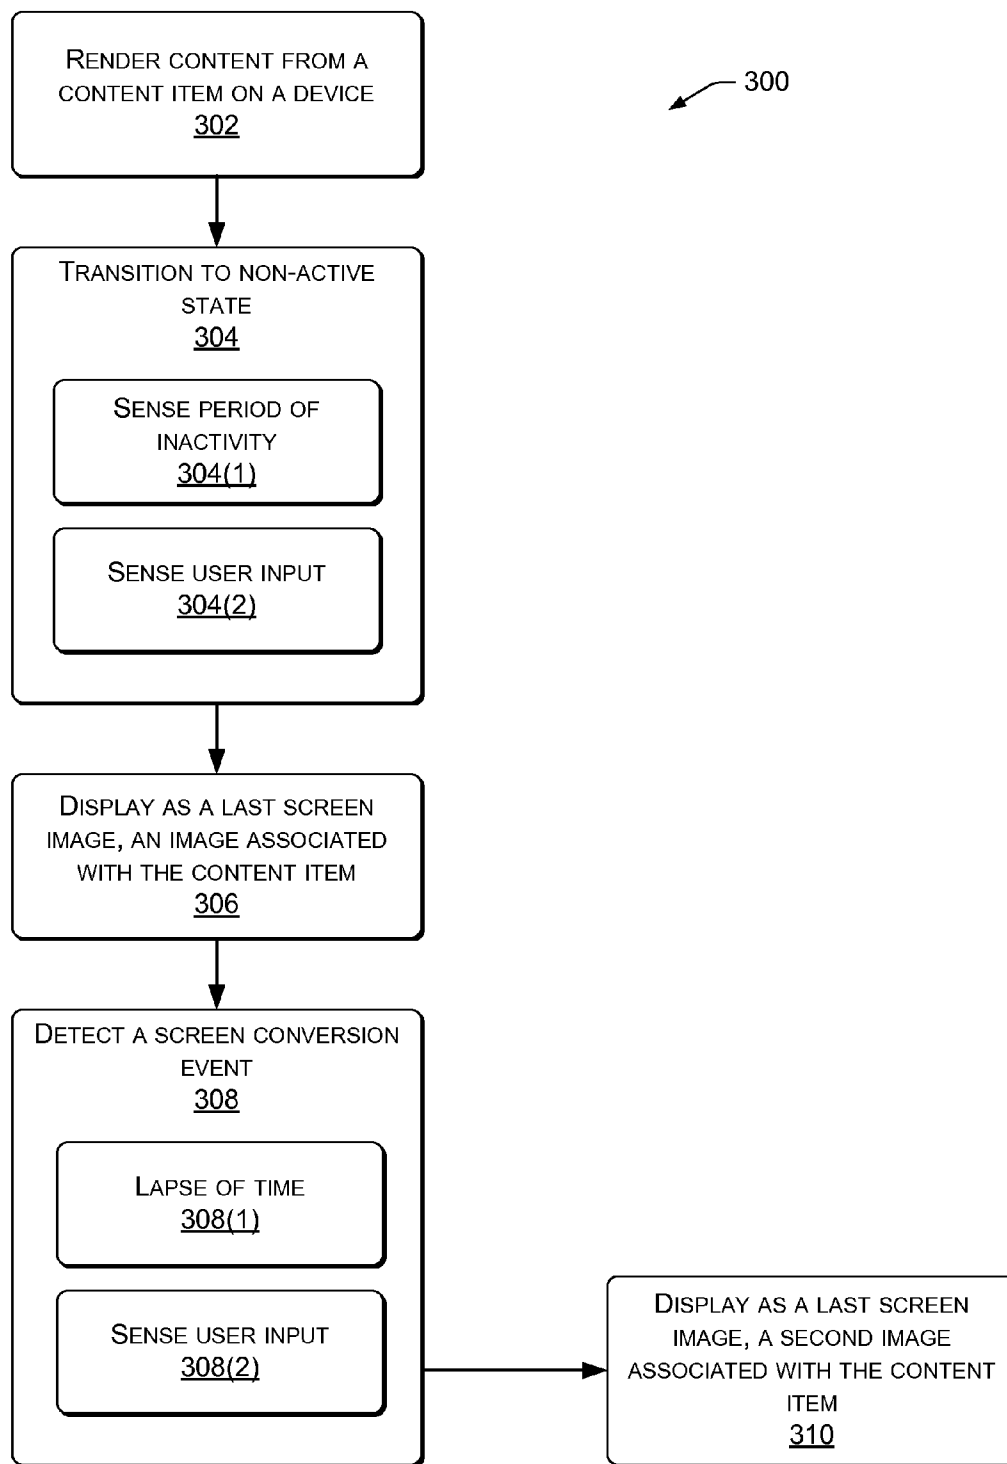 RENDER CONTENT FROM A
CONTENT ITEM ON A DEVICE
302
300
TRANSITION TO NON-ACTIVE
STATE
304
SENSE PERIOD OF
INACTIVITY
304(1)
SENSE USER INPUT
304(2)
DISPLAY AS A LAST SCREEN
IMAGE, AN IMAGE ASSOCIATED
WITH THE CONTENT ITEM
306
DETECT A SCREEN CONVERSION
EVENT
308
LAPSE OF TIME
308(1)
SENSE USER INPUT
308(2)
DISPLAY AS A LAST SCREEN
IMAGE, A SECOND IMAGE
ASSOCIATED WITH THE CONTENT
ITEM
310